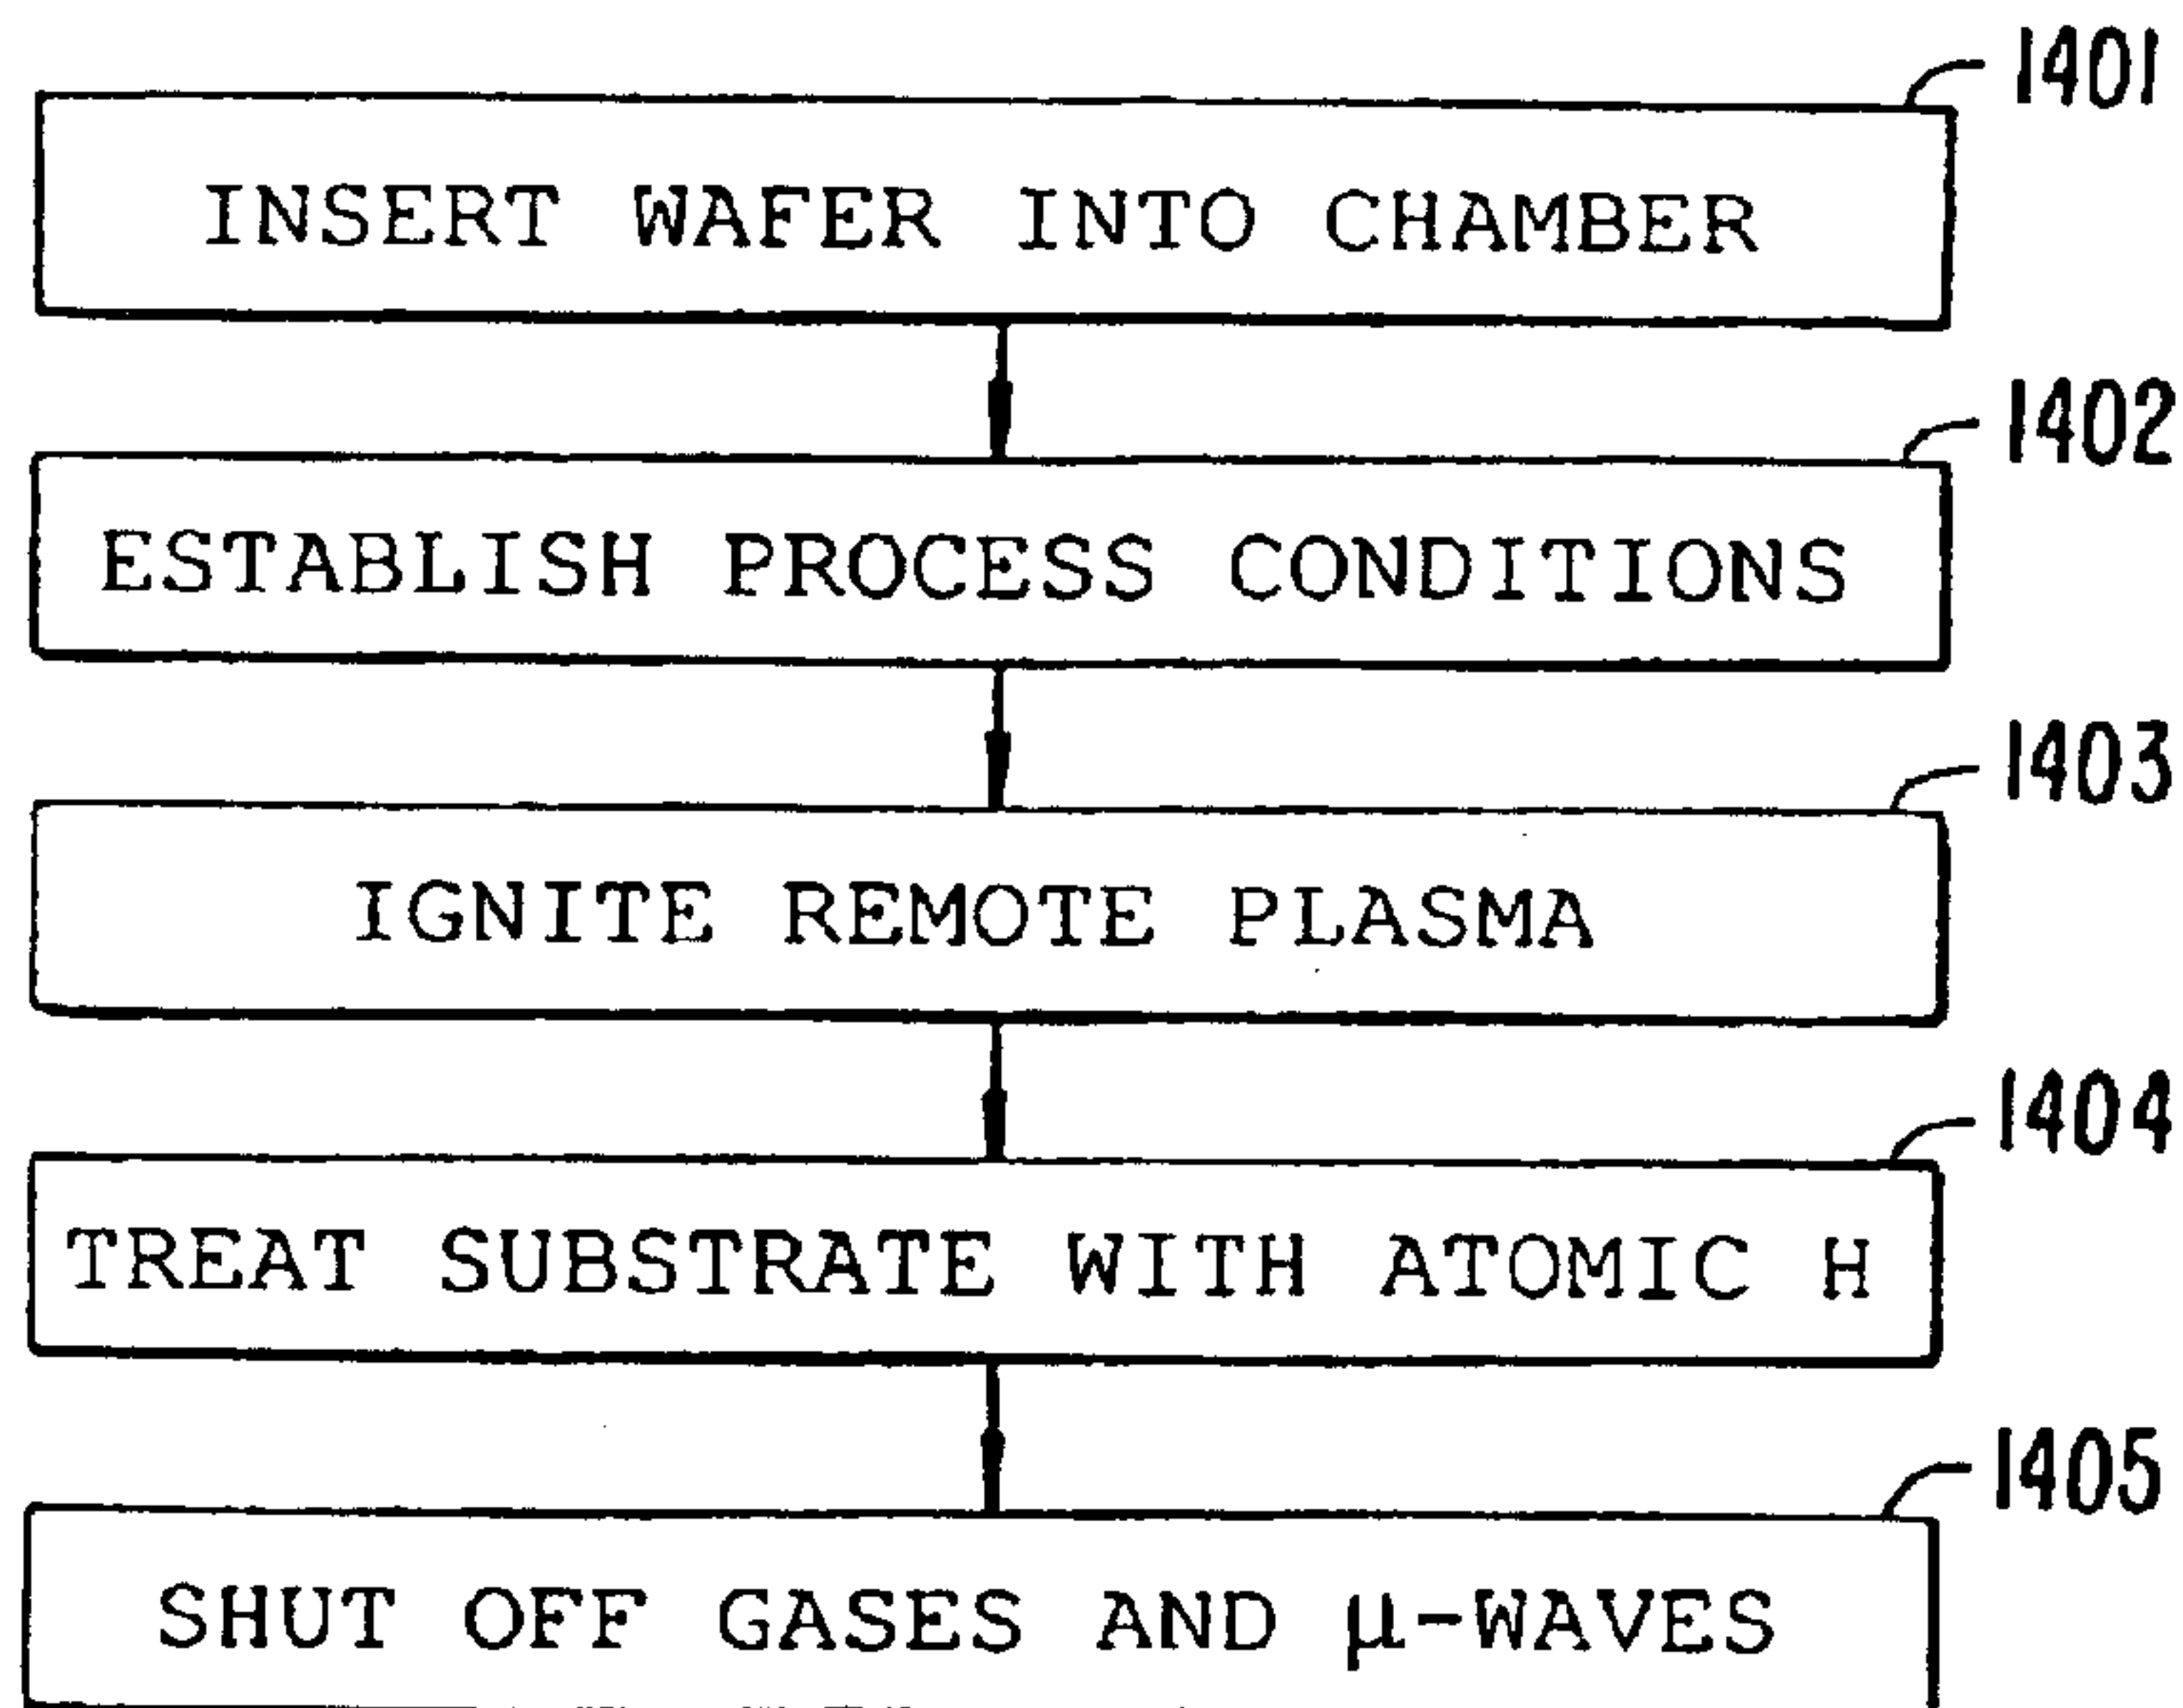 1401
INSERT WAFER INTO CHAMBER
1402
ESTABLISH PROCESS CONDITIONS
1403
IGNITE REMOTE PLASMA
1404
TREAT SUBSTRATE WITH ATOMIC H
1405
SHUT OFF GASES AND μ-WAVES